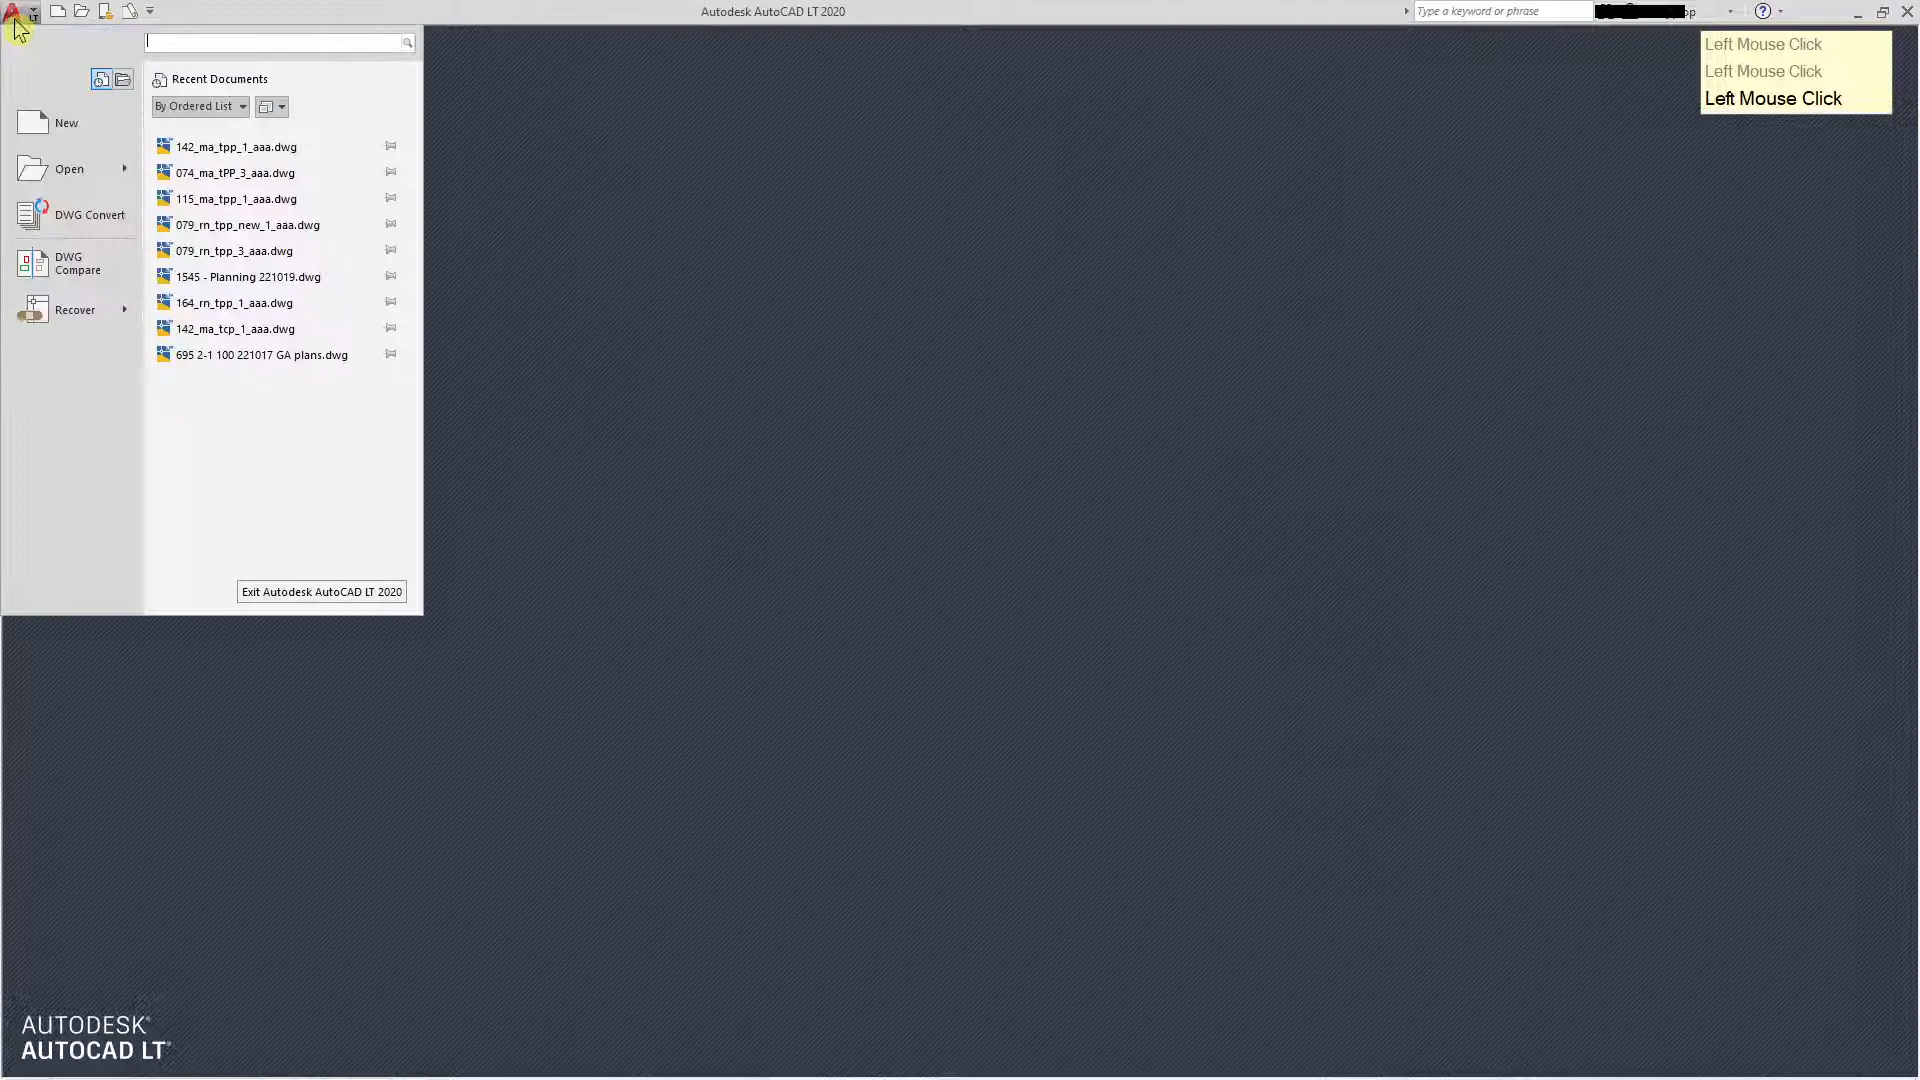 LT
Autodesk AutoCAD LT 2020
Type a keyword or phrase
Left Mouse Click
Left Mouse Click
Left Mouse Click
Recent Documents
By Ordered List
New
Open
DWG Convert
DWG
Compare
Recover
142_ma_tpp_1_aaa.dwg
074_ma_tPP_3_aaa.dwg
115_ma_tpp_1_aaa.dwg
079_rn_tpp_new_1_aaa.dwg
079_rn_tpp_3_aaa.dwg
1545 - Planning 221019.dwg
164_rn_tpp_1_aaa.dwg
142_ma_tcp_1_aaa.dwg
695 2-1 100 221017 GA plans.dwg
Exit Autodesk AutoCAD LT 2020
AUTODESK®
AUTOCAD LT®